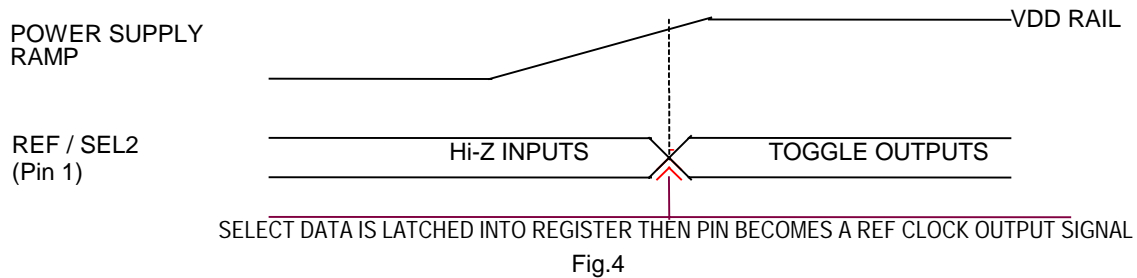 VDD RAIL
POWER SUPPLY
RAMP
REF / SEL2
(Pin 1)
Hi-Z INPUTS
TOGGLE OUTPUTS
SELECT DATA IS LATCHED INTO REGISTER THEN PIN BECOMES A REF CLOCK OUTPUT SIGNAL
Fig.4